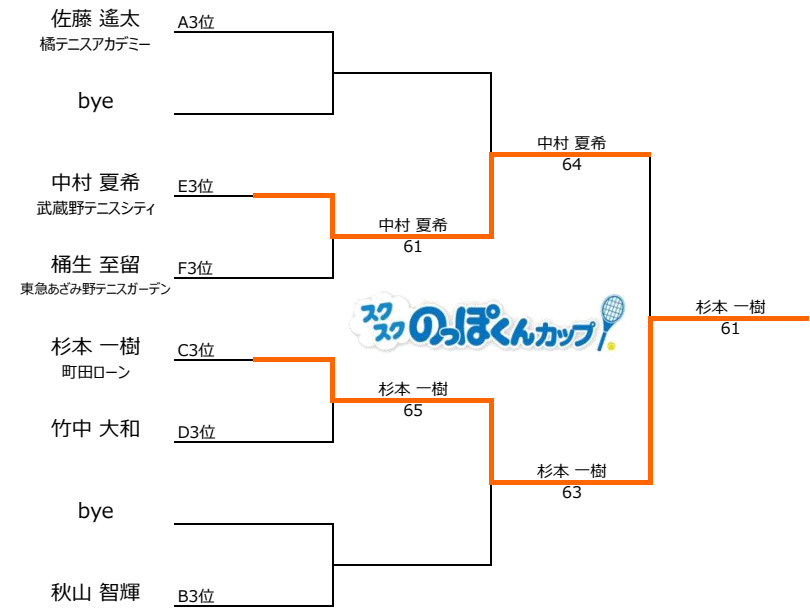 佐藤 遙太
橘テニスアカデミー
A3位
bye
中村 夏希
武蔵野テニスシティ
E3位
桶生 至留
東急あざみ野テニスガーデン
F3位
杉本 一樹
町田ローン
C3位
竹中 大和
D3位
bye
秋山 智輝
B3位
中村 夏希
61
杉本 一樹
65
中村 夏希
64
杉本 一樹
63
スク
スク のっぽくんカップ
杉本 一樹
61